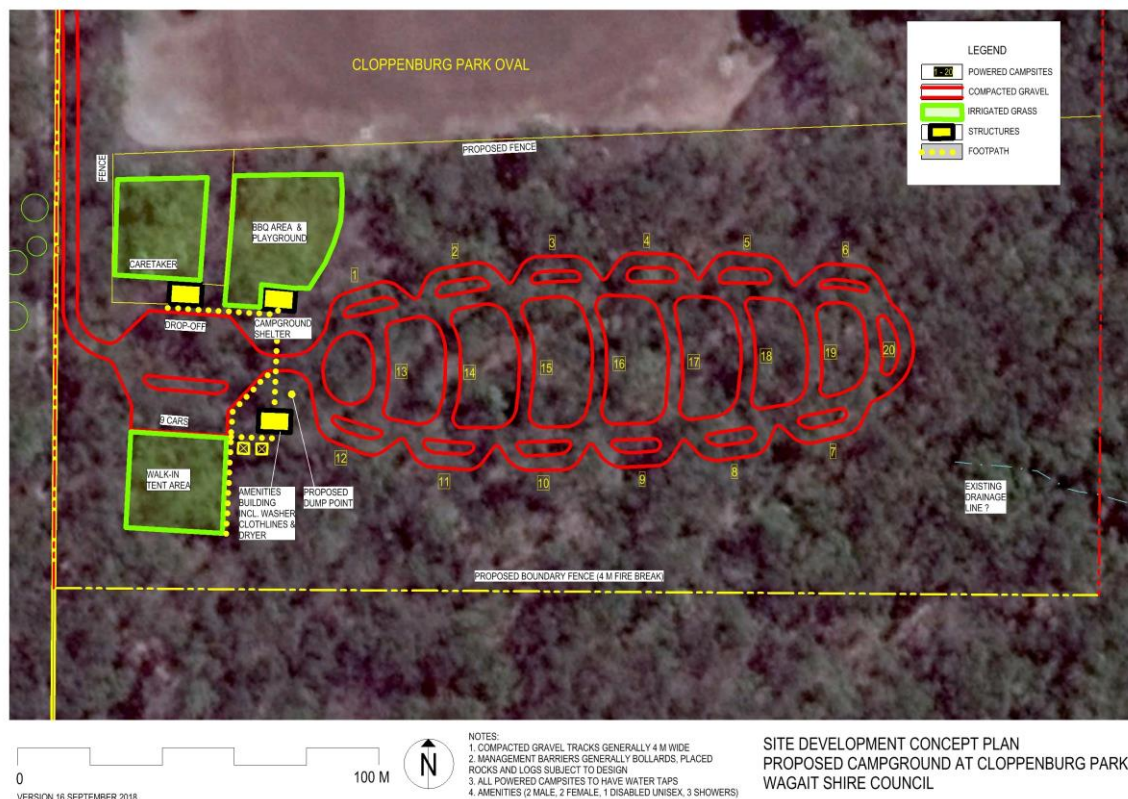 CLOPPENBURG PARK OVAL
LEGEND
1 - 20 POWERED CAMPSITES
COMPACTED GRAVEL
IRRIGATED GRASS
STRUCTURES
FOOTPATH
FENCE
PROPOSED FENCE
BBQ AREA &
PLAYGROUND
CARETAKER
DROP-OFF
CAMPGROUND
SHELTER
1
2
3
4
5
6
13
14
15
16
17
18
19
20
9 CARS
12
11
10
9
8
7
WALK-IN
TENT AREA
AMENITIES
BUILDING
INCL. WASHER
CLOTHLINES &
DRYER
PROPOSED
DUMP POINT
EXISTING
DRAINAGE
LINE ?
PROPOSED BOUNDARY FENCE (4 M FIRE BREAK)
0
100 M
VERSION 16 SEPTEMBER 2018
N
NOTES:
1. COMPACTED GRAVEL TRACKS GENERALLY 4 M WIDE
2. MANAGEMENT BARRIERS GENERALLY BOLLARDS, PLACED
ROCKS AND LOGS SUBJECT TO DESIGN
3. ALL POWERED CAMPSITES TO HAVE WATER TAPS
4. AMENITIES (2 MALE, 2 FEMALE, 1 DISABLED UNISEX, 3 SHOWERS)
SITE DEVELOPMENT CONCEPT PLAN
PROPOSED CAMPGROUND AT CLOPPENBURG PARK
WAGAIT SHIRE COUNCIL